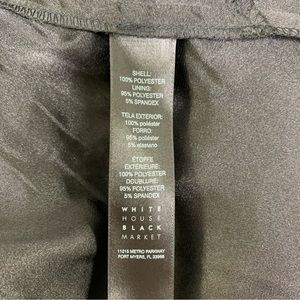 SHELL:
100% POLYESTER
LINING:
95% POLYESTER
5% SPANDEX
TELA EXTERIOR:
100% poliéster
FORRO:
95% poliéster
5% elastano
ÉTOFFE
EXTÉRIEUR:
100% POLYESTER
DOUBLURE:
95% POLYESTER
5% SPANDEX
WHITE
HOUSE
BLACK
MARKET
11215 METRO PARKWAY
FORT MYERS, FL 33966